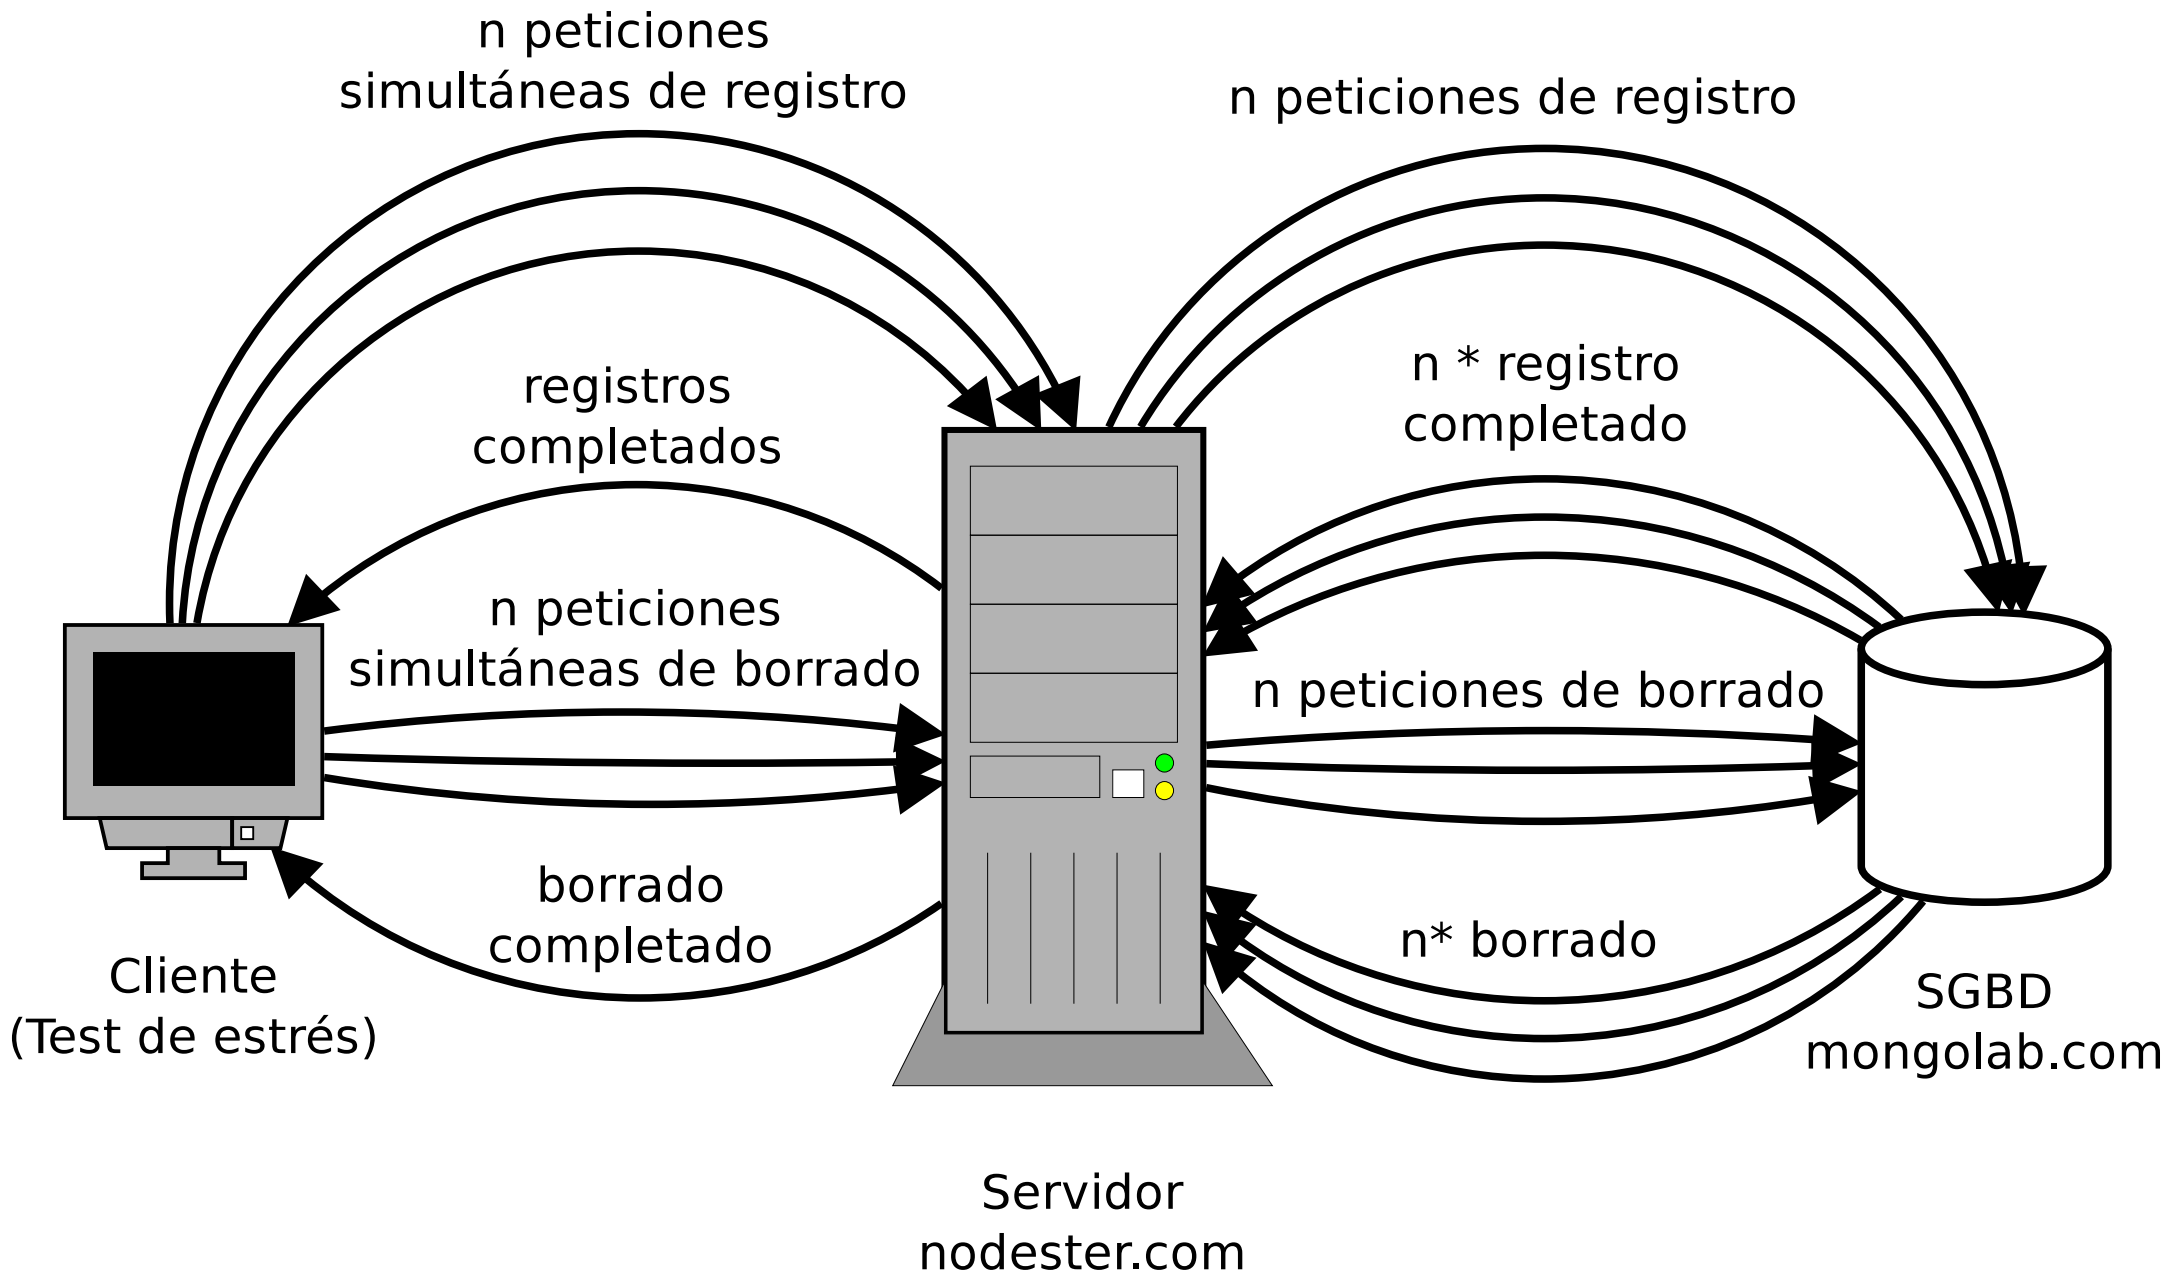 n peticiones
simultáneas de registro
n peticiones de registro
registros
completados
n * registro
completado
n peticiones
simultáneas de borrado
n peticiones de borrado
borrado
completado
n* borrado
Cliente
(Test de estrés)
SGBD
mongolab.com
Servidor
nodester.com